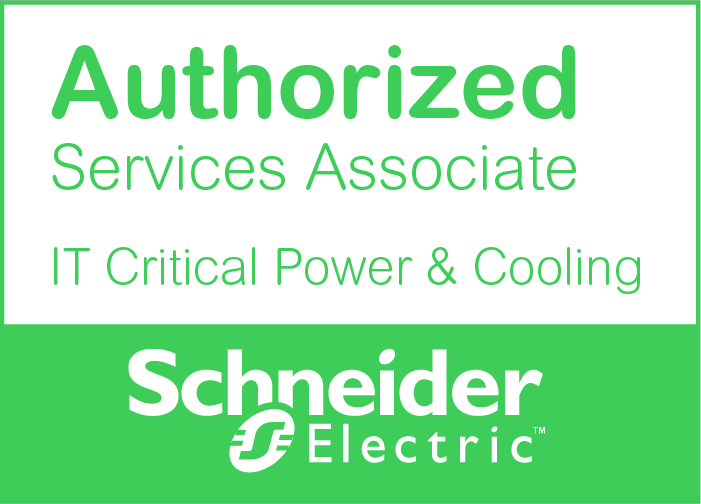 Authorized
Services Associate
IT Critical Power & Cooling
Schneider
Electric™